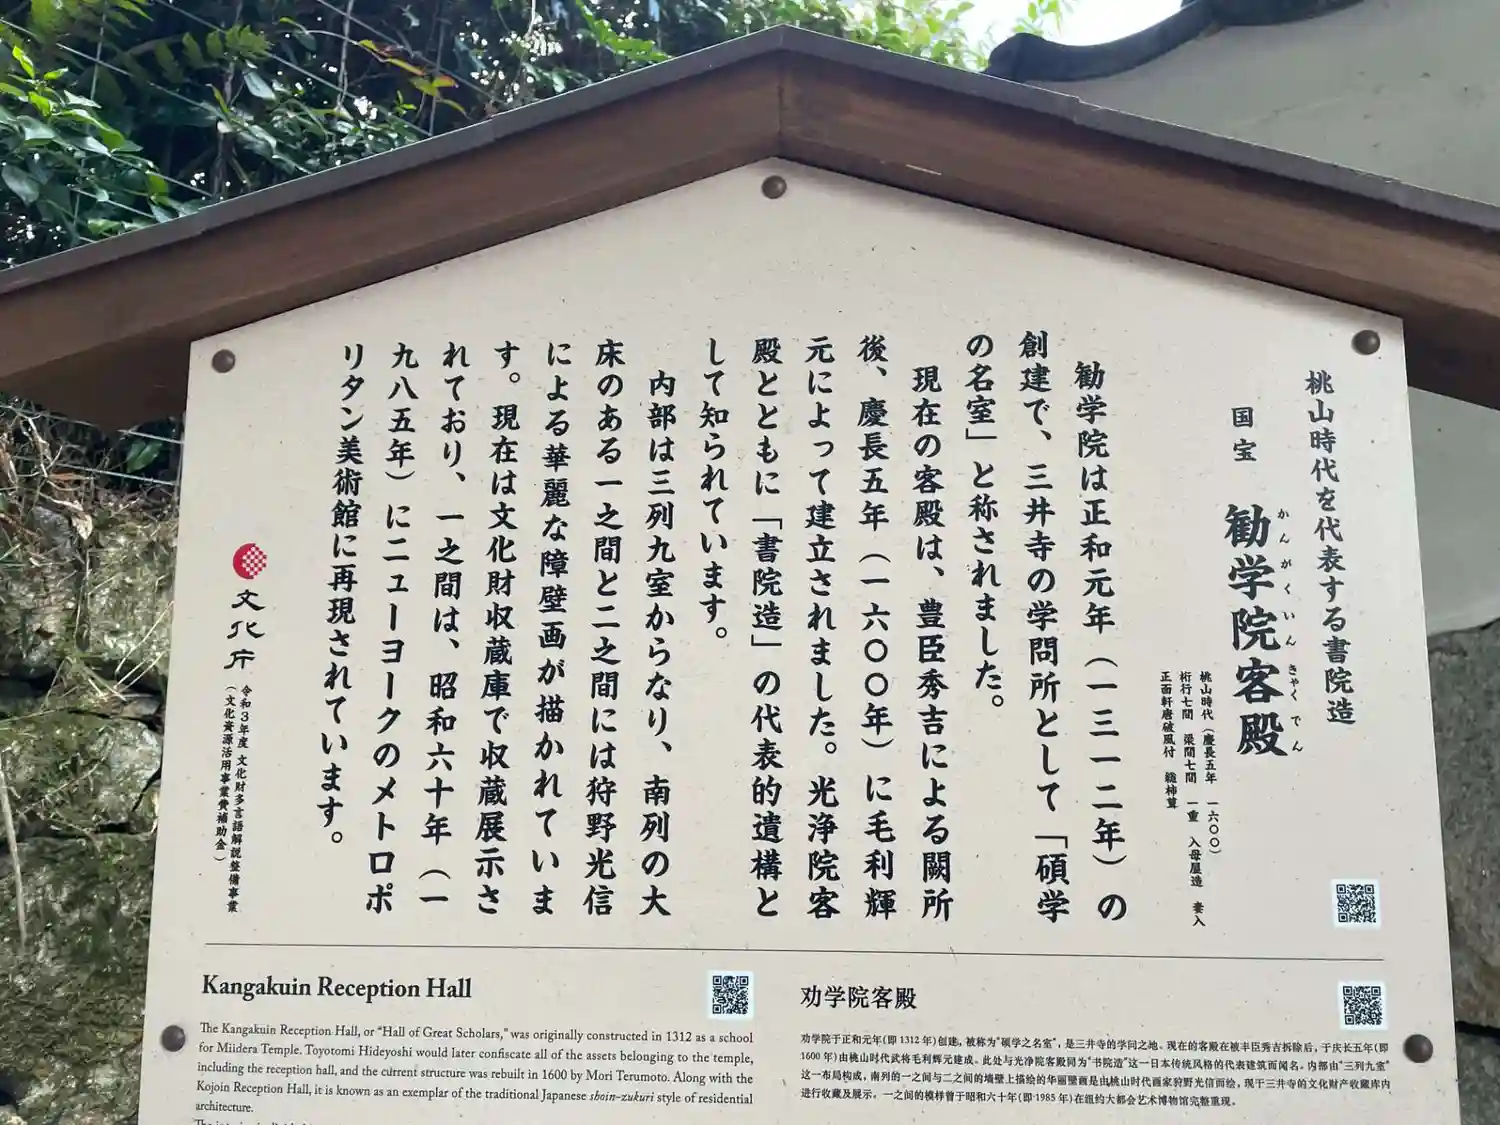 桃山時代を代表する書院造
国宝 勧学院客殿
かんがくいんきゃくでん
桃山時代（慶長五年 一六〇〇）
桁行七間 梁間七間 一重 入母屋造 妻入
正面軒唐破風付 総杮葺
勧学院は正和元年（一三一二年）の
創建で、三井寺の学問所として「碩学
の名室」と称されました。
現在の客殿は、豊臣秀吉による闕所
後、慶長五年（一六〇〇年）に毛利輝
元によって建立されました。光浄院客
殿とともに「書院造」の代表的遺構と
して知られています。
内部は三列九室からなり、南列の大
床のある一之間と二之間には狩野光信
による華麗な障壁画が描かれていま
す。現在は文化財収蔵庫で収蔵展示さ
れており、一之間は、昭和六十年（一
九八五年）にニューヨークのメトロポ
リタン美術館に再現されています。
文化庁
令和3年度 文化財多言語解説整備事業
（文化資源活用事業費補助金）
Kangakuin Reception Hall
The Kangakuin Reception Hall, or “Hall of Great Scholars,” was originally constructed in 1312 as a school
for Miidera Temple. Toyotomi Hideyoshi would later confiscate all of the assets belonging to the temple,
including the reception hall, and the current structure was rebuilt in 1600 by Mori Terumoto. Along with the
Kojoin Reception Hall, it is known as an exemplar of the traditional Japanese shoin-zukuri style of residential
architecture.
劝学院客殿
劝学院于正和元年(即 1312 年)创建，被称为“硕学之名室”，是三井寺的学问之地。现在的客殿在被丰臣秀吉拆除后，于庆长五年(即
1600 年)由桃山时代武将毛利辉元建成。此处与光净院客殿同为“书院造”这一日本传统风格的代表建筑而闻名。内部由“三列九室”
这一布局构成，南列的一之间与二之间的墙壁上描绘的华丽壁画是由桃山时代画家狩野光信而绘，现于三井寺的文化财产收藏库内
进行收藏及展示。一之间的模样曾于昭和六十年(即 1985 年)在纽约大都会艺术博物馆完整重现。